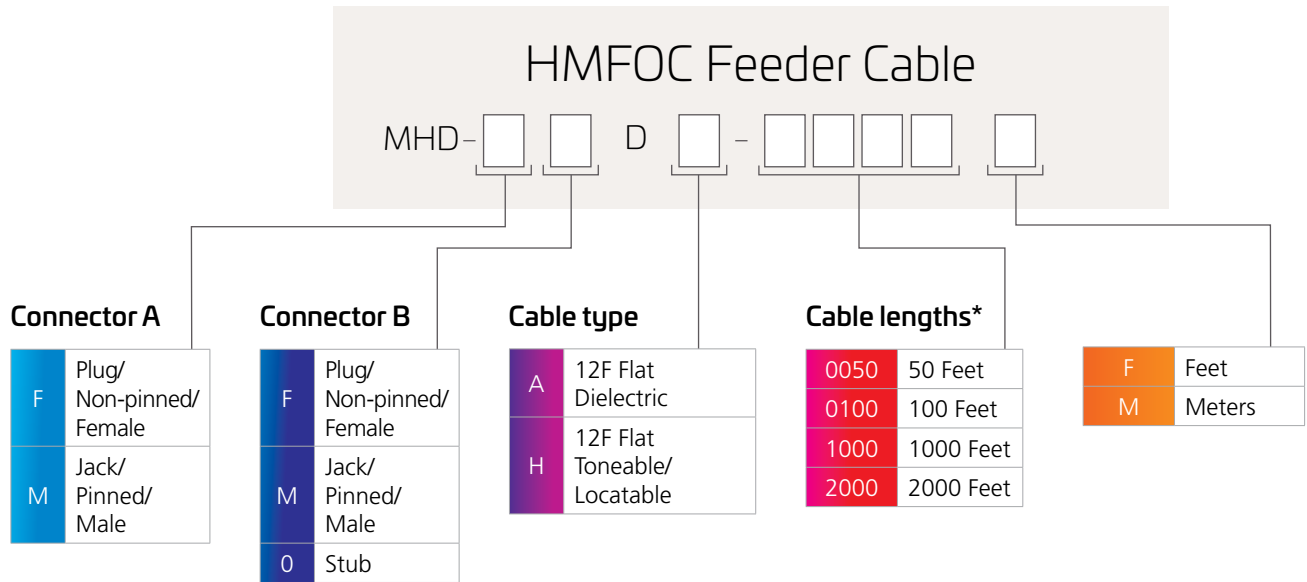 HMFOC Feeder Cable
MHD- D -
Connector A
F Plug/
Non-pinned/
Female
M Jack/
Pinned/
Male
Connector B
F Plug/
Non-pinned/
Female
M Jack/
Pinned/
Male
0 Stub
Cable type
A 12F Flat
Dielectric
H 12F Flat
Toneable/
Locatable
Cable lengths*
0050 50 Feet
0100 100 Feet
1000 1000 Feet
2000 2000 Feet
F Feet
M Meters